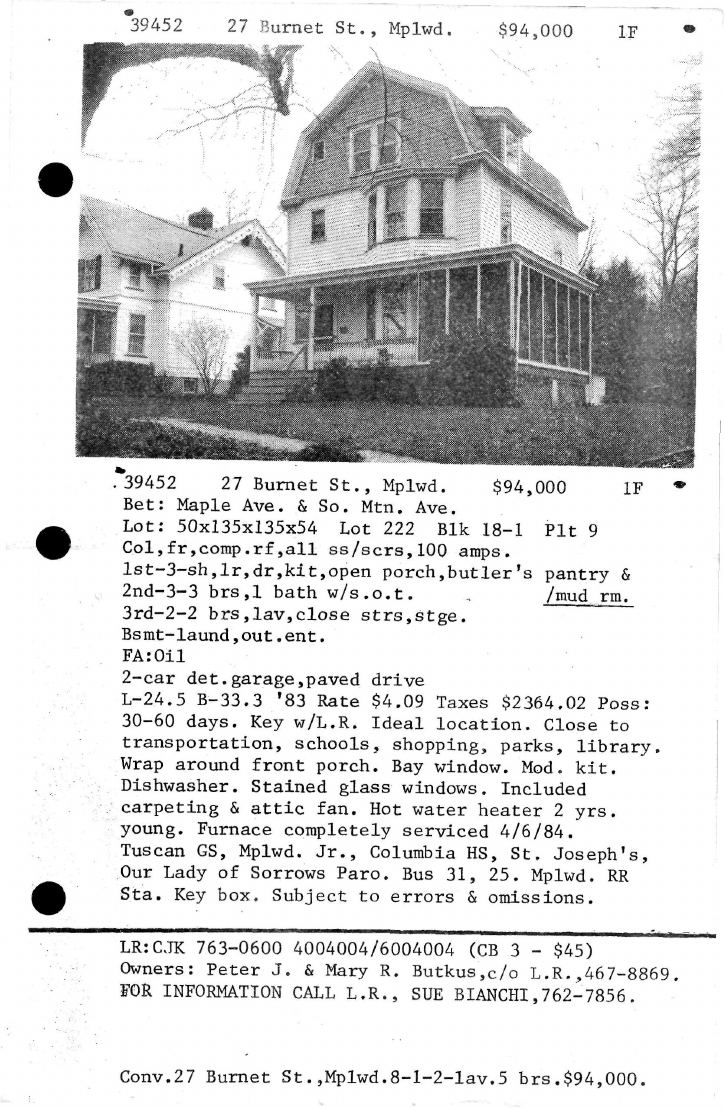 39452 27 Burnet St., Mplwd. $94,000 1F
39452 27 Burnet St., Mplwd. $94,000 1F
Bet: Maple Ave. & So. Mtn. Ave.
Lot: 50x135x135x54 Lot 222 Blk 18-1 Plt 9
Col,fr,comp.rf,all ss/scrs,100 amps.
1st-3-sh,lr,dr,kit,open porch,butler's pantry &
2nd-3-3 brs,1 bath w/s.o.t. /mud rm.
3rd-2-2 brs,lav,close strs,stge.
Bsmt-laund,out.ent.
FA:Oil
2-car det.garage,paved drive
L-24.5 B-33.3 '83 Rate $4.09 Taxes $2364.02 Poss:
30-60 days. Key w/L.R. Ideal location. Close to
transportation, schools, shopping, parks, library.
Wrap around front porch. Bay window. Mod. kit.
Dishwasher. Stained glass windows. Included
carpeting & attic fan. Hot water heater 2 yrs.
young. Furnace completely serviced 4/6/84.
Tuscan GS, Mplwd. Jr., Columbia HS, St. Joseph's,
Our Lady of Sorrows Paro. Bus 31, 25. Mplwd. RR
Sta. Key box. Subject to errors & omissions.
LR:CJK 763-0600 4004004/6004004 (CB 3 - $45)
Owners: Peter J. & Mary R. Butkus,c/o L.R.,467-8869.
FOR INFORMATION CALL L.R., SUE BIANCHI,762-7856.
Conv.27 Burnet St.,Mplwd.8-1-2-lav.5 brs.$94,000.